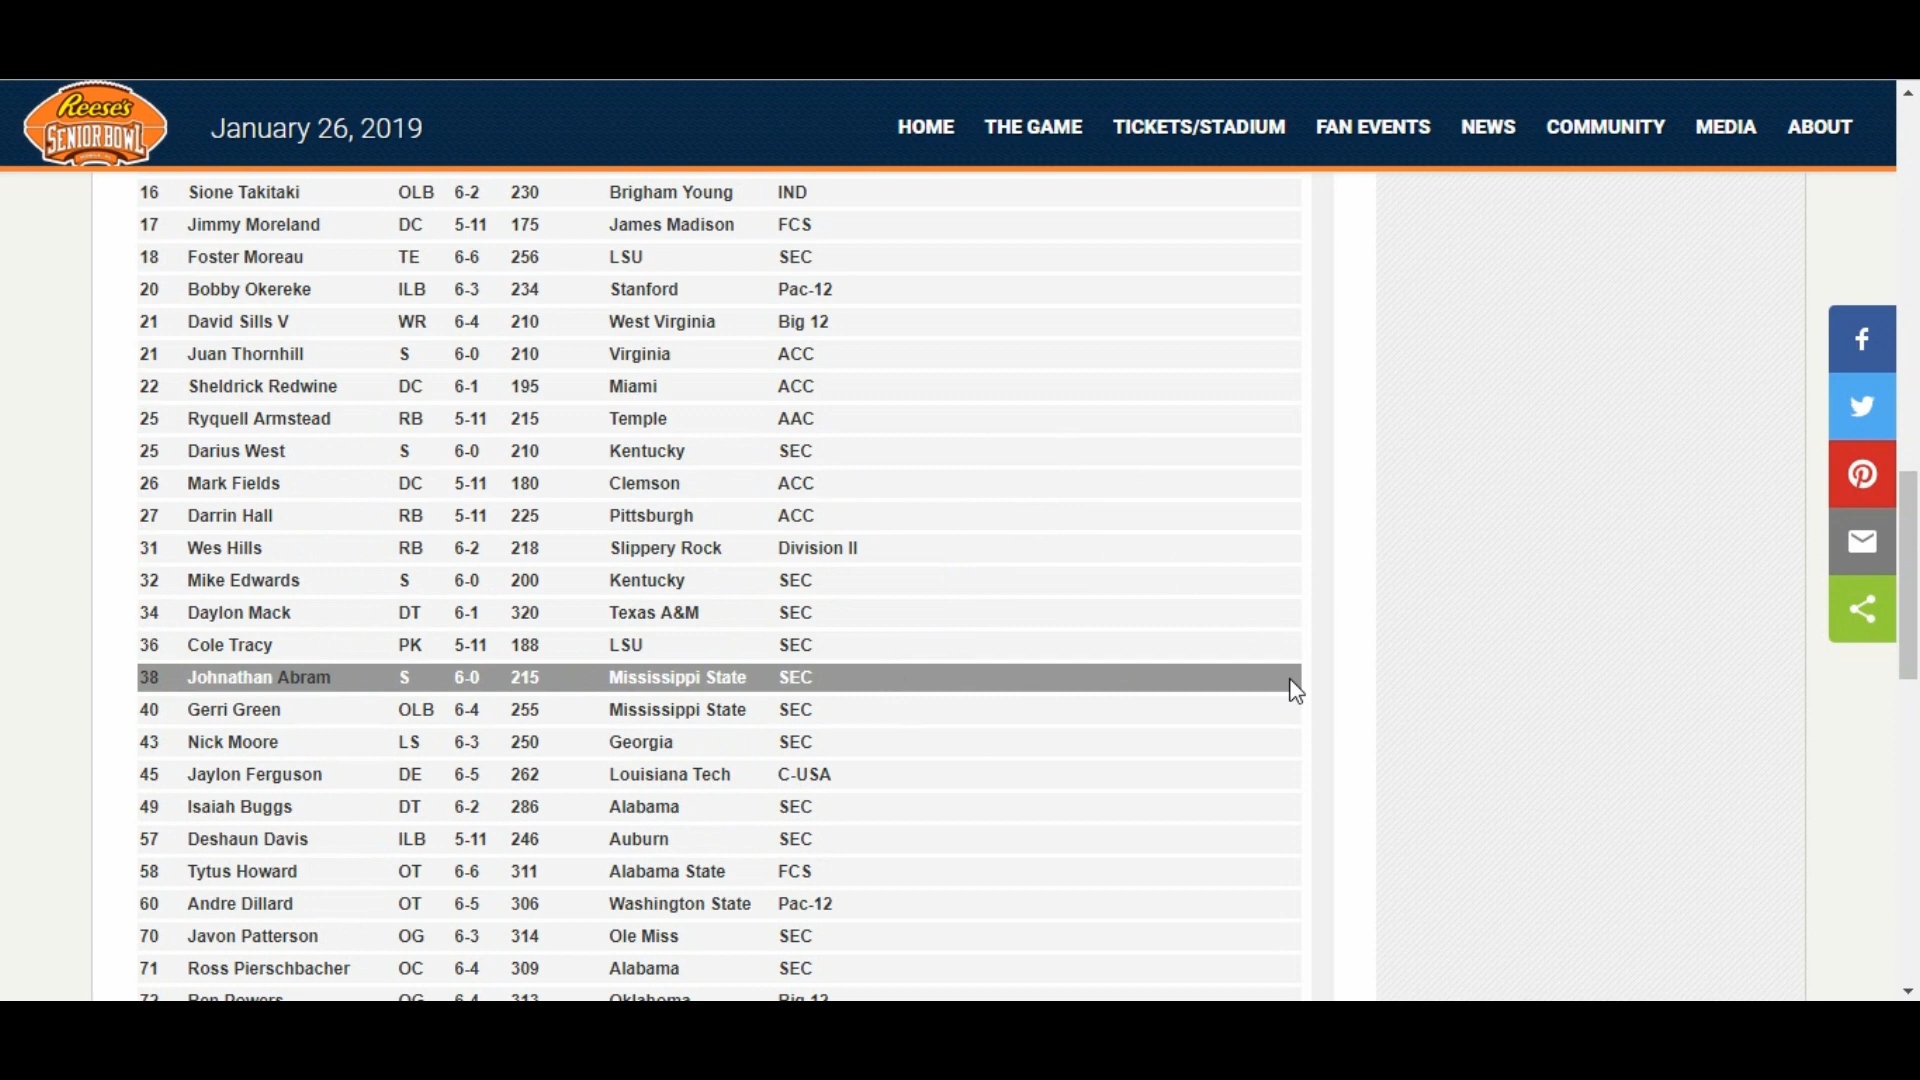 Reese's
SENIOR BOWL
January 26, 2019
HOME THE GAME TICKETS/STADIUM FAN EVENTS NEWS COMMUNITY MEDIA ABOUT
16 Sione Takitaki OLB 6-2 230 Brigham Young IND
17 Jimmy Moreland DC 5-11 175 James Madison FCS
18 Foster Moreau TE 6-6 256 LSU SEC
20 Bobby Okereke ILB 6-3 234 Stanford Pac-12
21 David Sills V WR 6-4 210 West Virginia Big 12
21 Juan Thornhill S 6-0 210 Virginia ACC
22 Sheldrick Redwine DC 6-1 195 Miami ACC
25 Ryquell Armstead RB 5-11 215 Temple AAC
25 Darius West S 6-0 210 Kentucky SEC
26 Mark Fields DC 5-11 180 Clemson ACC
27 Darrin Hall RB 5-11 225 Pittsburgh ACC
31 Wes Hills RB 6-2 218 Slippery Rock Division II
32 Mike Edwards S 6-0 200 Kentucky SEC
34 Daylon Mack DT 6-1 320 Texas A&M SEC
36 Cole Tracy PK 5-11 188 LSU SEC
38 Johnathan Abram S 6-0 215 Mississippi State SEC
40 Gerri Green OLB 6-4 255 Mississippi State SEC
43 Nick Moore LS 6-3 250 Georgia SEC
45 Jaylon Ferguson DE 6-5 262 Louisiana Tech C-USA
49 Isaiah Buggs DT 6-2 286 Alabama SEC
57 Deshaun Davis ILB 5-11 246 Auburn SEC
58 Tytus Howard OT 6-6 311 Alabama State FCS
60 Andre Dillard OT 6-5 306 Washington State Pac-12
70 Javon Patterson OG 6-3 314 Ole Miss SEC
71 Ross Pierschbacher OC 6-4 309 Alabama SEC
72 Ben Powers OG 6-4 313 Oklahoma Big 12